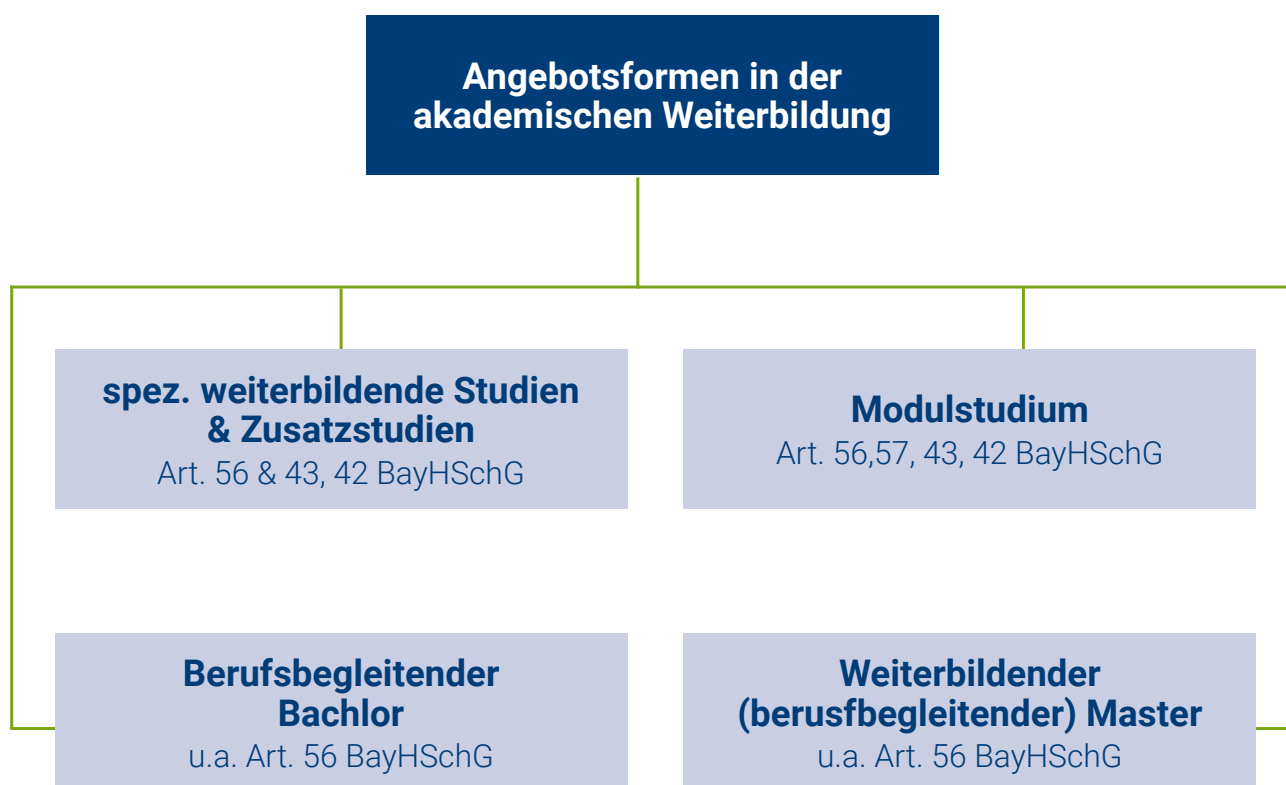 Angebotsformen in der
akademischen Weiterbildung
spez. weiterbildende Studien
& Zusatzstudien
Art. 56 & 43, 42 BayHSchG
Modulstudium
Art. 56,57, 43, 42 BayHSchG
Berufsbegleitender
Bachlor
u.a. Art. 56 BayHSchG
Weiterbildender
(berusfbegleitender) Master
u.a. Art. 56 BayHSchG